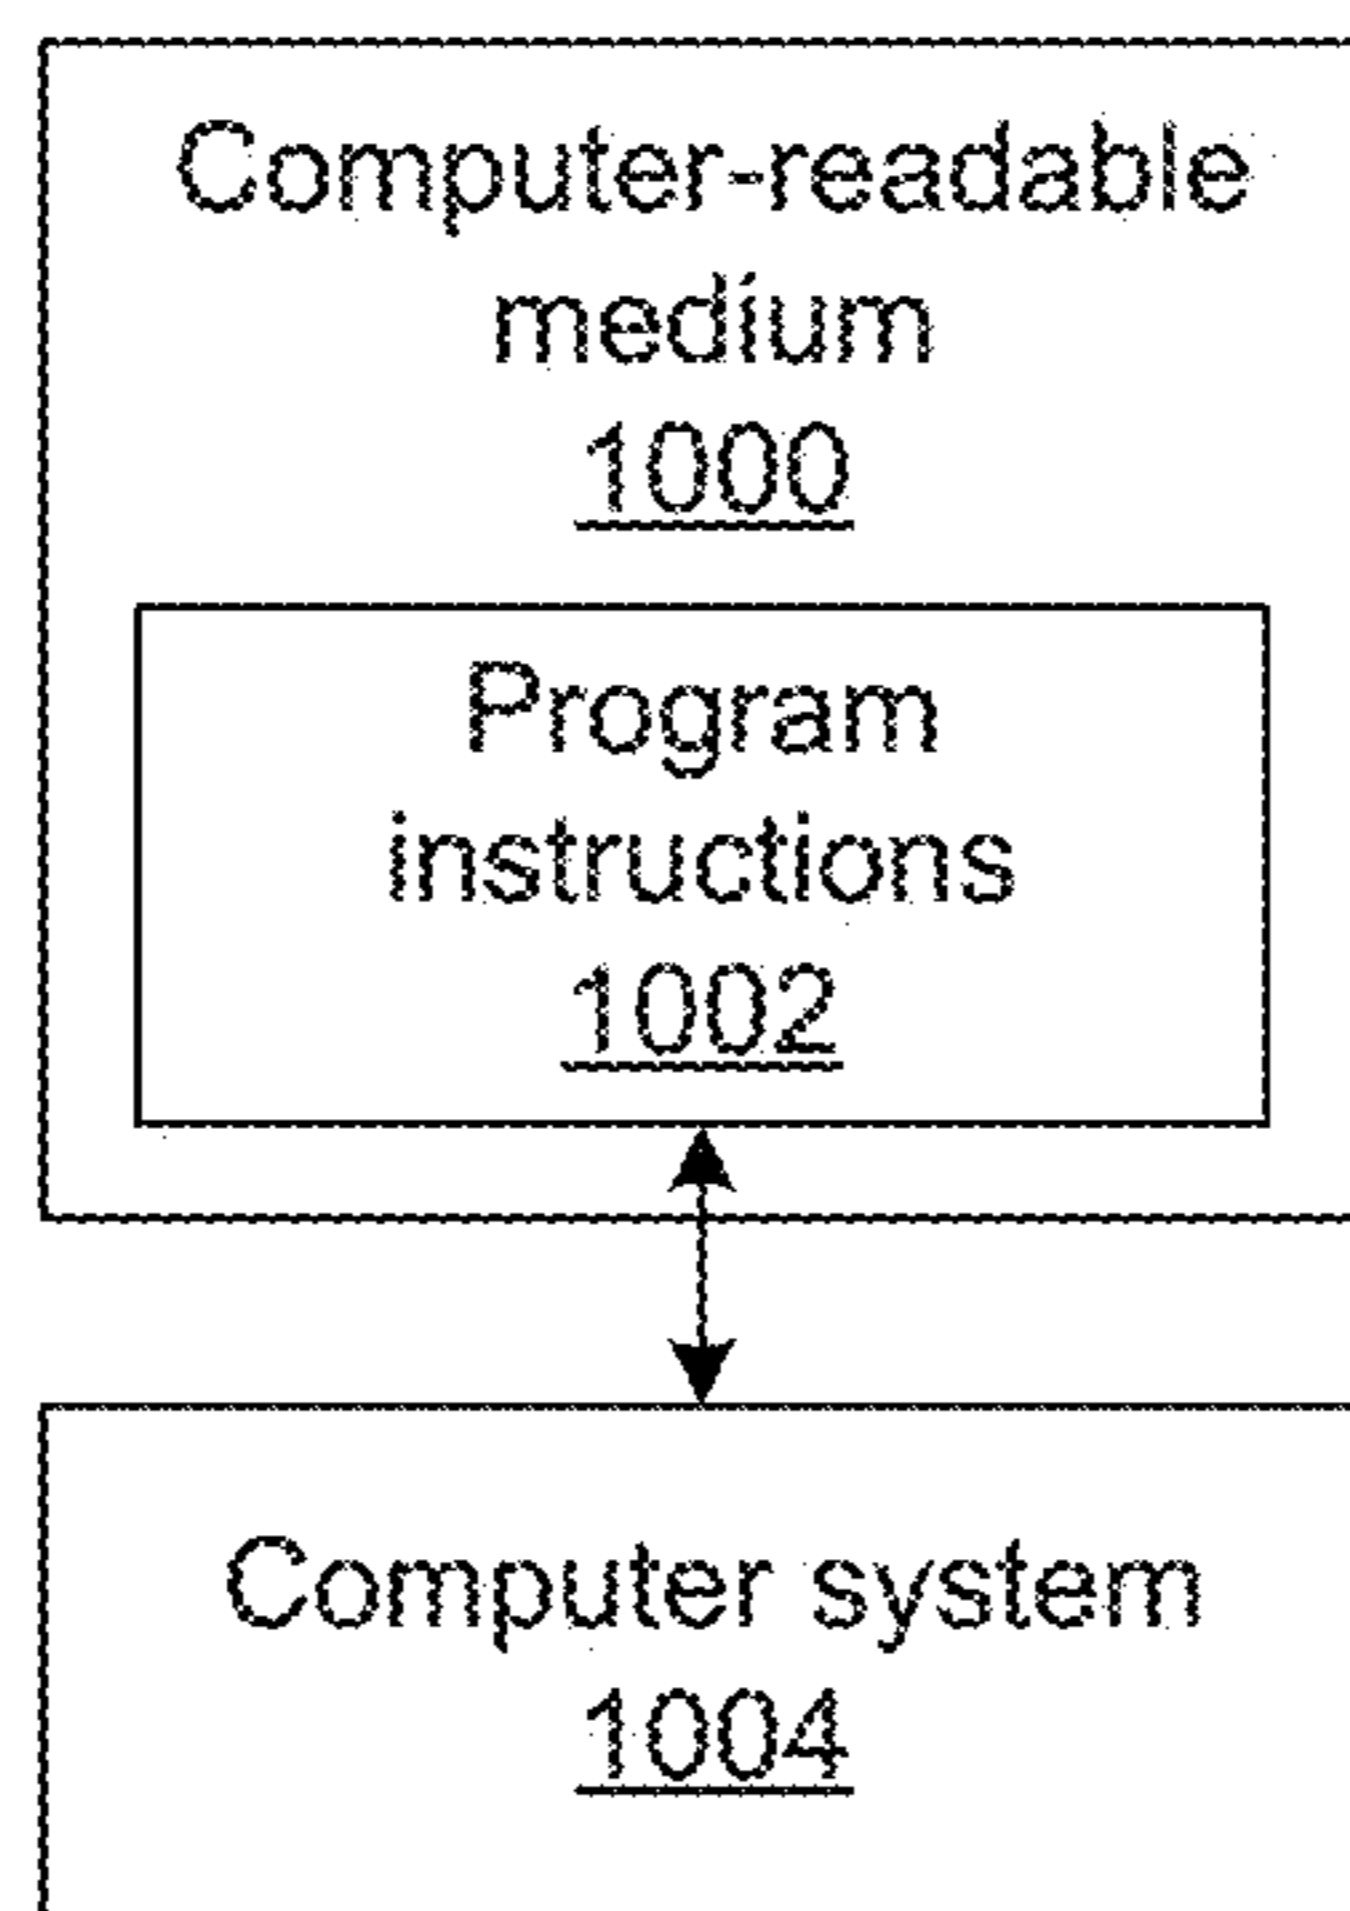 Computer-readable
medium
1000
Program
instructions
1002
Computer system
1004